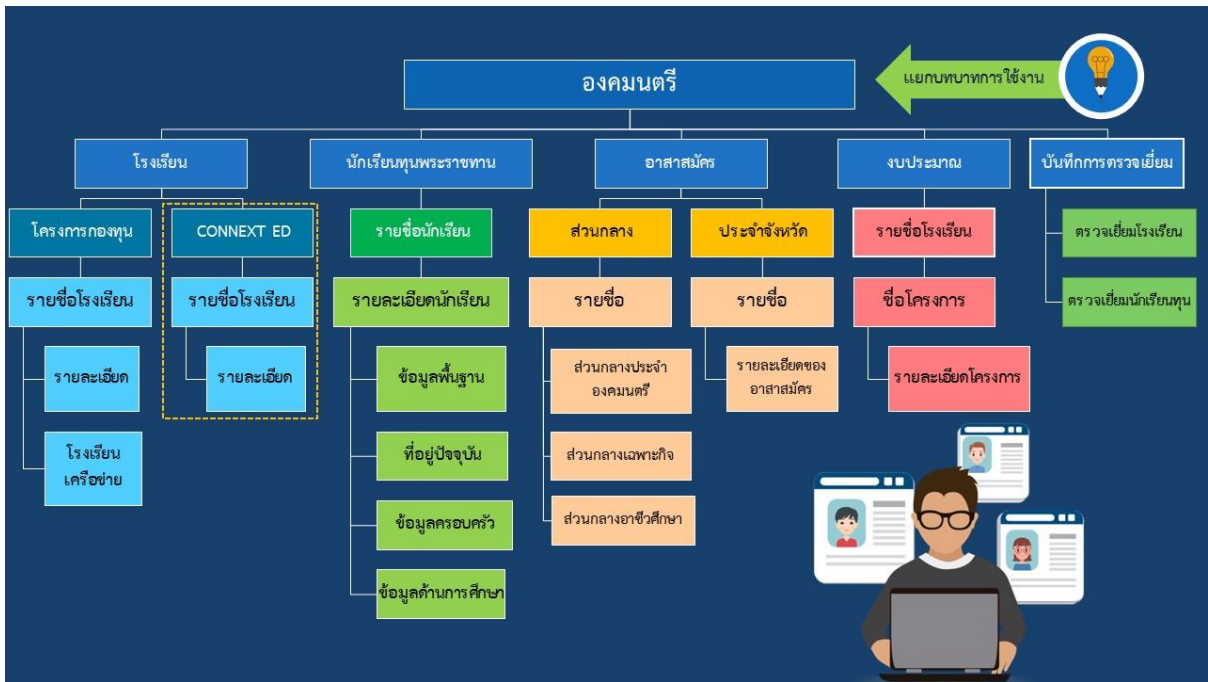 องคมนตรี
แยกบทบาทการใช้งาน
โรงเรียน
นักเรียนทุนพระราชทาน
อาสาสมัคร
งบประมาณ
บันทึกการตรวจเยี่ยม
โครงการกองทุน
CONNEXT ED
รายชื่อนักเรียน
ส่วนกลาง
ประจำจังหวัด
รายชื่อโรงเรียน
ตรวจเยี่ยมโรงเรียน
รายชื่อโรงเรียน
รายชื่อโรงเรียน
รายละเอียดนักเรียน
รายชื่อ
รายชื่อ
ชื่อโครงการ
ตรวจเยี่ยมนักเรียนทุน
รายละเอียด
รายละเอียด
ข้อมูลพื้นฐาน
ส่วนกลางประจำ
องคมนตรี
รายละเอียดของ
อาสาสมัคร
รายละเอียดโครงการ
โรงเรียน
เครือข่าย
ที่อยู่ปัจจุบัน
ส่วนกลางเฉพาะกิจ
ข้อมูลครอบครัว
ส่วนกลางอาชีวศึกษา
ข้อมูลด้านการศึกษา